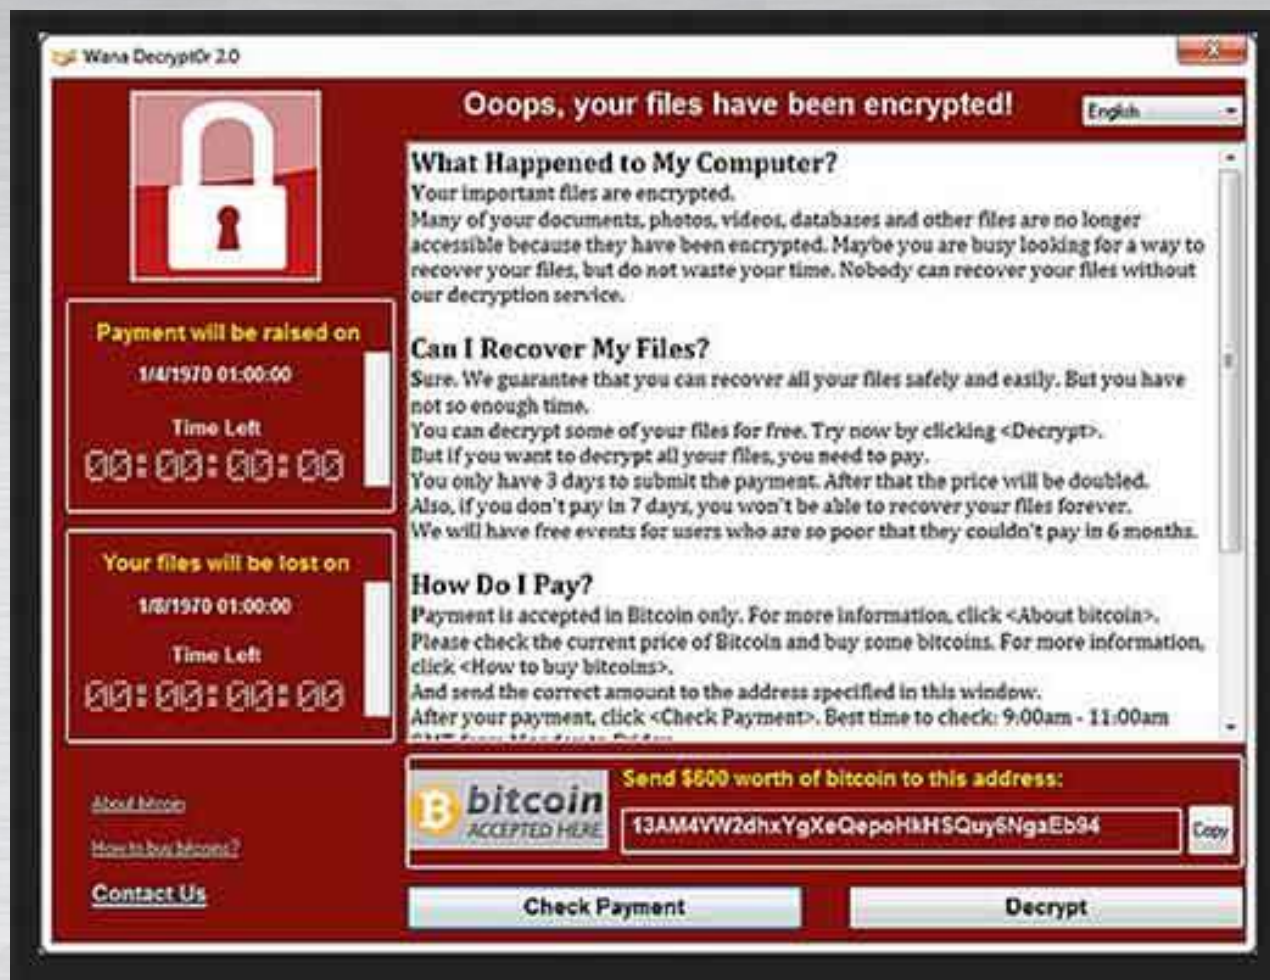 Wana Decrypt0r 2.0
Ooops, your files have been encrypted!
English
What Happened to My Computer?
Your important files are encrypted.
Many of your documents, photos, videos, databases and other files are no longer
accessible because they have been encrypted. Maybe you are busy looking for a way to
recover your files, but do not waste your time. Nobody can recover your files without
our decryption service.
Can I Recover My Files?
Sure. We guarantee that you can recover all your files safely and easily. But you have
not so enough time.
You can decrypt some of your files for free. Try now by clicking <Decrypt>.
But if you want to decrypt all your files, you need to pay.
You only have 3 days to submit the payment. After that the price will be doubled.
Also, if you don't pay in 7 days, you won't be able to recover your files forever.
We will have free events for users who are so poor that they couldn't pay in 6 months.
How Do I Pay?
Payment is accepted in Bitcoin only. For more information, click <About bitcoin>.
Please check the current price of Bitcoin and buy some bitcoins. For more information,
click <How to buy bitcoins>.
And send the correct amount to the address specified in this window.
After your payment, click <Check Payment>. Best time to check: 9:00am - 11:00am
GMT from Monday to Friday.
Payment will be raised on
1/4/1970 01:00:00
Time Left
00:00:00:00
Your files will be lost on
1/8/1970 01:00:00
Time Left
00:00:00:00
About bitcoin
How to buy bitcoins?
Contact Us
bitcoin
ACCEPTED HERE
Send $600 worth of bitcoin to this address:
13AM4VW2dhxYgXeQepoHkHSQuy6NgaEb94
Copy
Check Payment
Decrypt